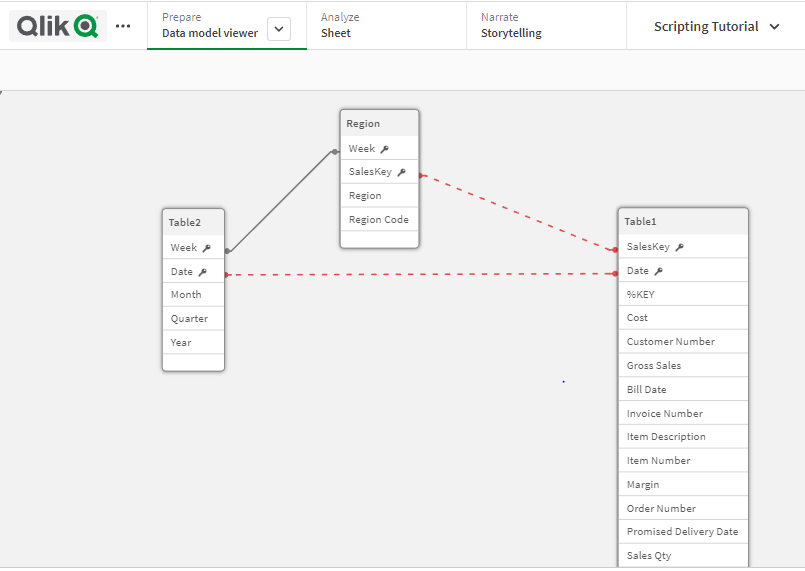 Qlik
Prepare
Data model viewer
Analyze
Sheet
Narrate
Storytelling
Scripting Tutorial
Region
Week
SalesKey
Region
Region Code
Table2
Week
Date
Month
Quarter
Year
Table1
SalesKey
Date
%KEY
Cost
Customer Number
Gross Sales
Bill Date
Invoice Number
Item Description
Item Number
Margin
Order Number
Promised Delivery Date
Sales Qty